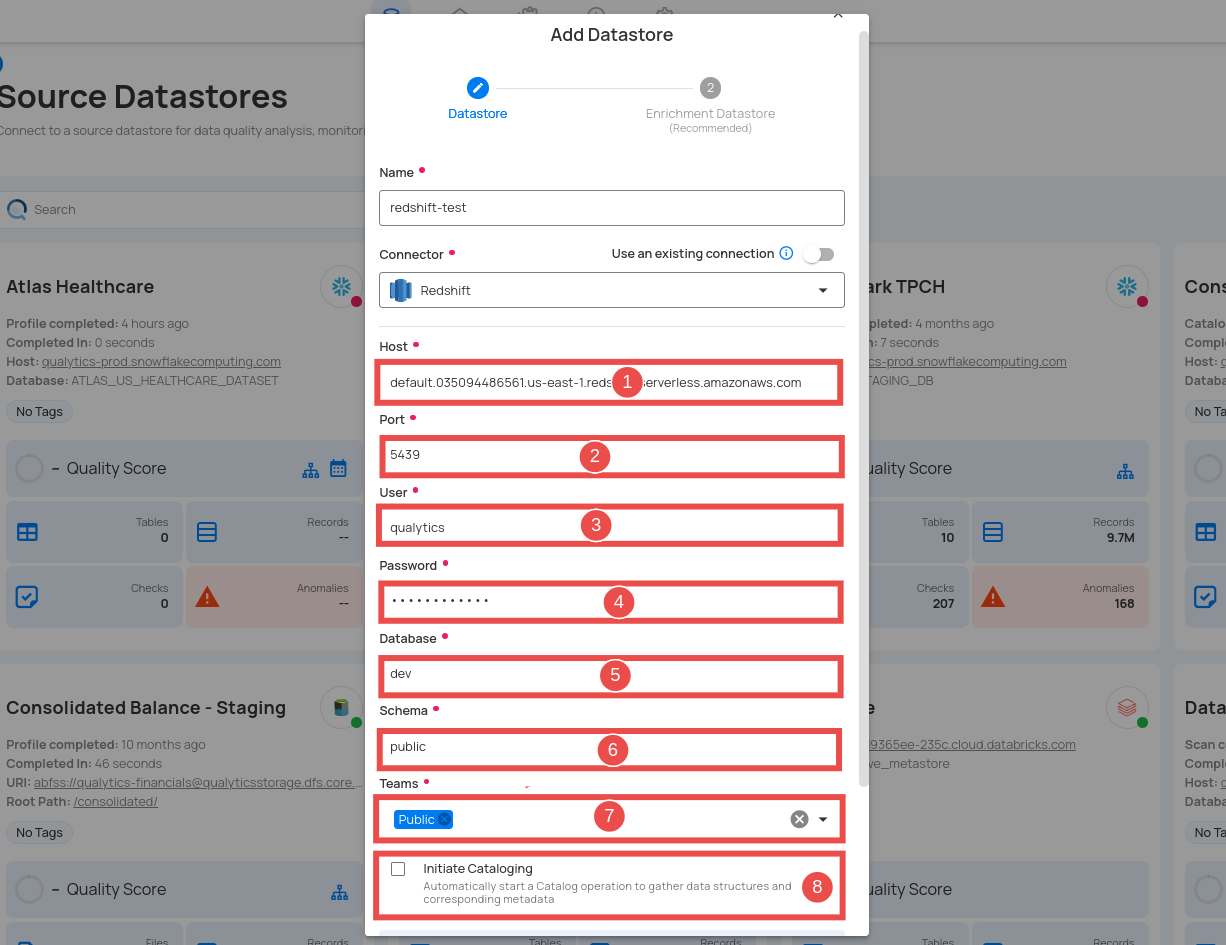 Add Datastore
2
Datastore
Enrichment Datastore
(Recommended)
Name
redshift-test
Connector
Use an existing connection
Redshift
Host
default.035094486561.us-east-1.reds
1
erverless.amazonaws.com
Port
5439
2
User
qualytics
3
Password
4
Database
dev
5
Schema
public
6
Teams
Public
7
Initiate Cataloging
Automatically start a Catalog operation to gather data structures and
corresponding metadata
8
Source Datastores
Connect to a source datastore for data quality analysis, monitori
Search
Atlas Healthcare
Profile completed: 4 hours ago
Completed In: 0 seconds
Host: qualytics-prod.snowflakecomputing.com
Database: ATLAS_US_HEALTHCARE_DATASET
No Tags
– Quality Score
Tables
0
Records
--
Checks
0
Anomalies
--
Consolidated Balance - Staging
Profile completed: 10 months ago
Completed In: 46 seconds
URI: abfss://qualytics-financials@qualyticsstorage.dfs.core,...
Root Path: /consolidated/
No Tags
– Quality Score
Files
Records
Tables
Records
ark TPCH
pleted: 4 months ago
n: 7 seconds
cs-prod.snowflakecomputing.com
TAGING_DB
uality Score
Tables
10
Records
9.7M
Checks
207
Anomalies
168
e
9365ee-235c.cloud.databricks.com
ve_metastore
uality Score
Tables
Records
Cons
Catalo
Compl
Host: q
Databa
No Ta
Data
Scan c
Compl
Host: g
Databa
No Ta